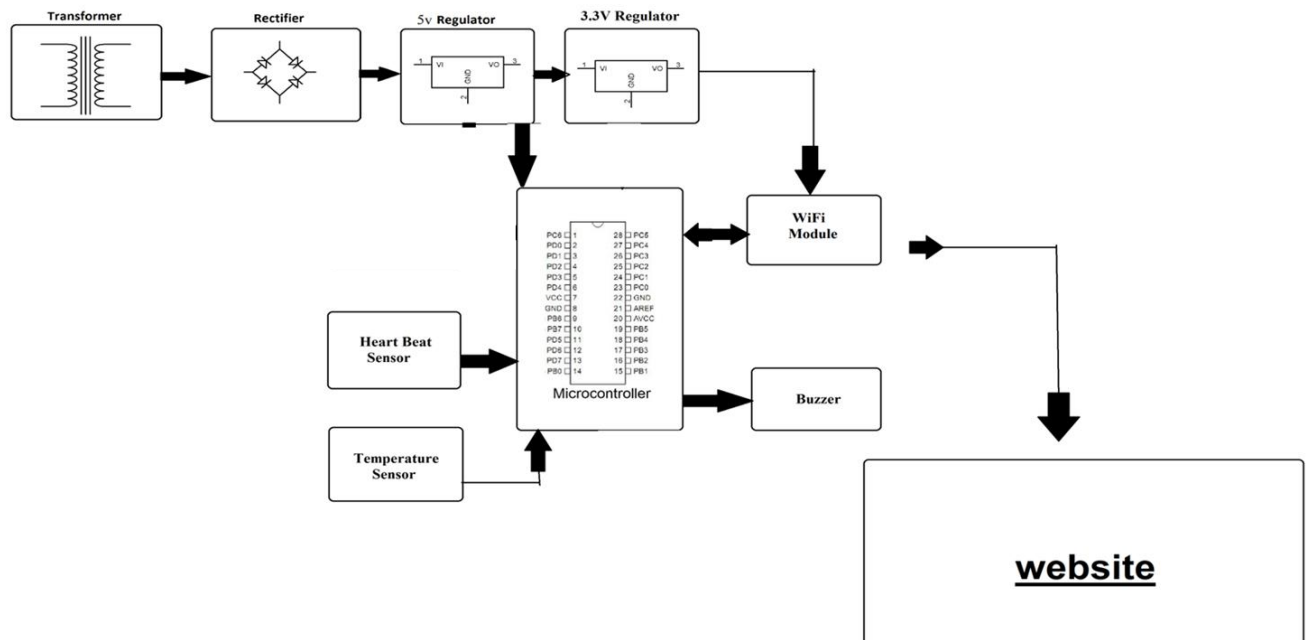 Transformer
Rectifier
5v Regulator
3.3V Regulator
1 VI VO 3
GND
2
1 VI VO 3
GND
2
WiFi
Module
PC6 1 28 PC5
PD0 2 27 PC4
PD1 3 26 PC3
PD2 4 25 PC2
PD3 5 24 PC1
PD4 6 23 PC0
VCC 7 22 GND
GND 8 21 AREF
PB6 9 20 AVCC
PB7 10 19 PB5
PD5 11 18 PB4
PD6 12 17 PB3
PD7 13 16 PB2
PB0 14 15 PB1
Microcontroller
Heart Beat
Sensor
Buzzer
Temperature
Sensor
website